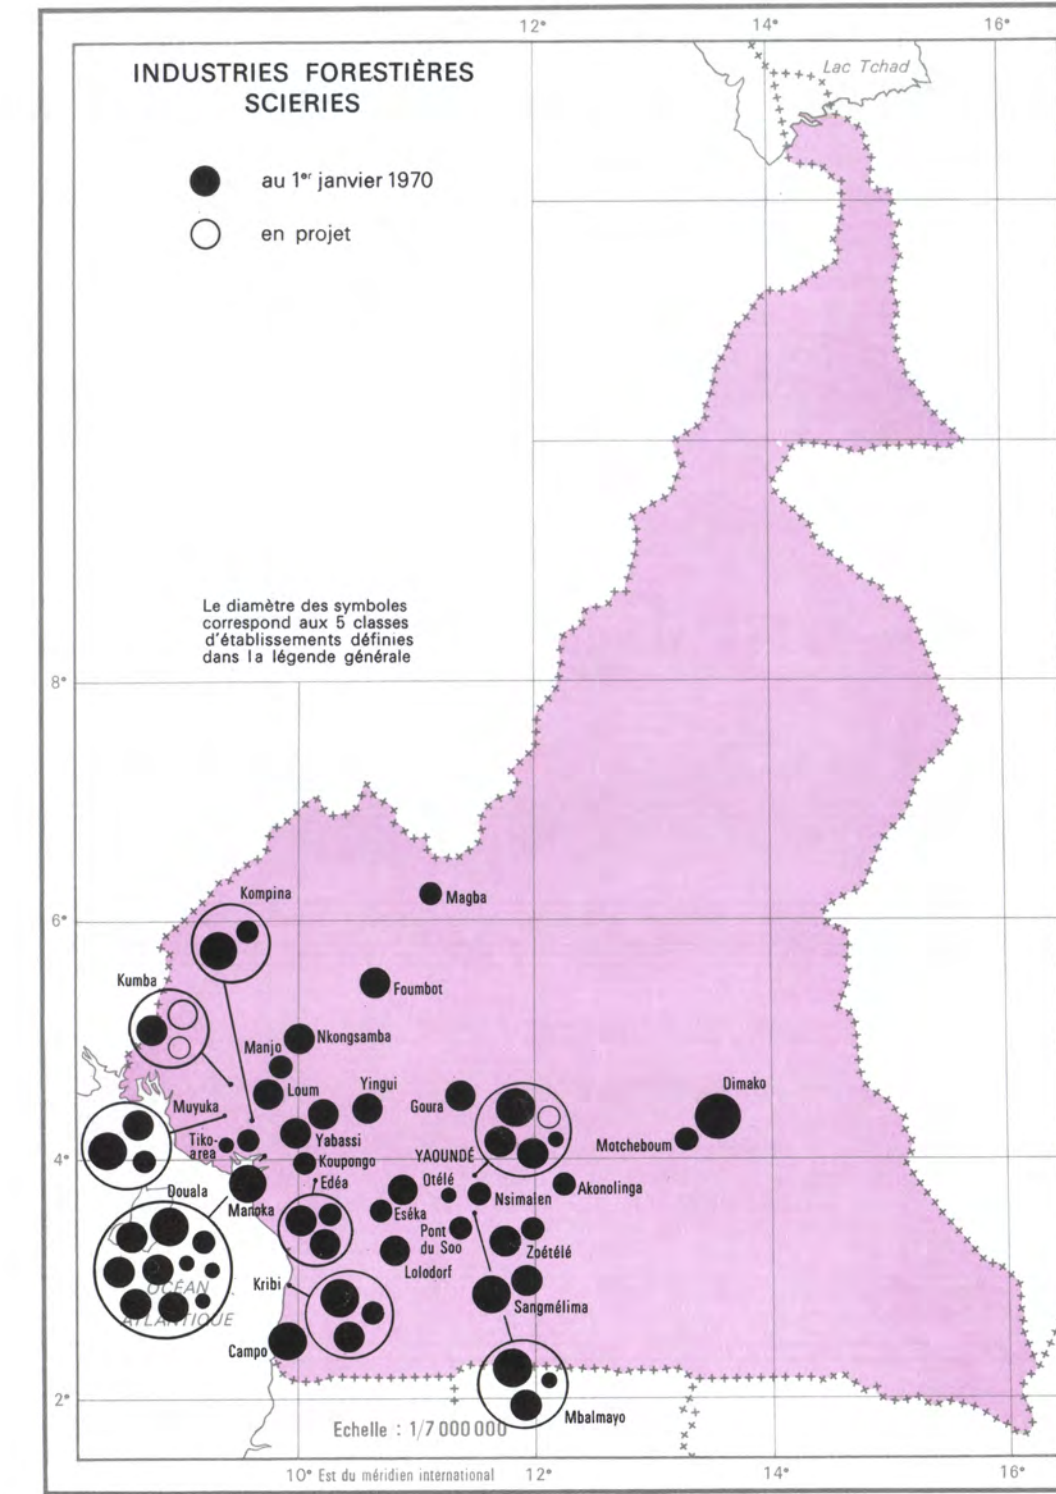 12°
14°
16°
Lac Tchad
INDUSTRIES FORESTIÈRES
SCIERIES
au 1er janvier 1970
en projet
Le diamètre des symboles
correspond aux 5 classes
d'établissements définies
dans la légende générale
8°
6°
Kompina
Magba
Kumba
Foumbot
Nkongsamba
Manjo
Loum
Yingui
Goura
Dimako
Muyuka
Tiko-
area
Yabassi
YAOUNDÉ
Motcheboum
4°
Koupongo
Edéa
Otélé
Nsimalen
Akonolinga
Douala
Manoka
Eséka
Pont
du Soo
Zoétélé
Lolodorf
Kribi
OCÉAN
ATLANTIQUE
Sangmélima
Campo
2°
Mbalmayo
Echelle : 1/7 000 000
10° Est du méridien international
12°
14°
16°